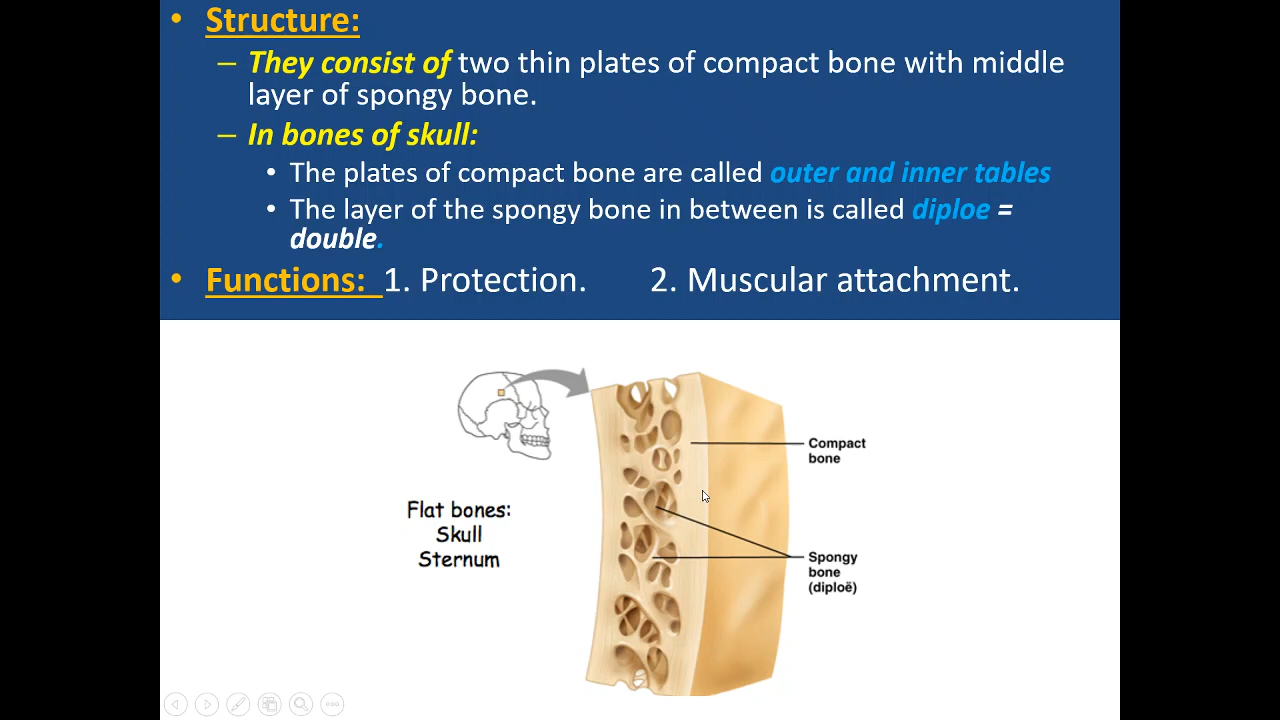 • Structure:
– They consist of two thin plates of compact bone with middle
layer of spongy bone.
– In bones of skull:
• The plates of compact bone are called outer and inner tables
• The layer of the spongy bone in between is called diploe =
double.
• Functions: 1. Protection. 2. Muscular attachment.
Compact
bone
Flat bones:
Skull
Sternum
Spongy
bone
(diploë)